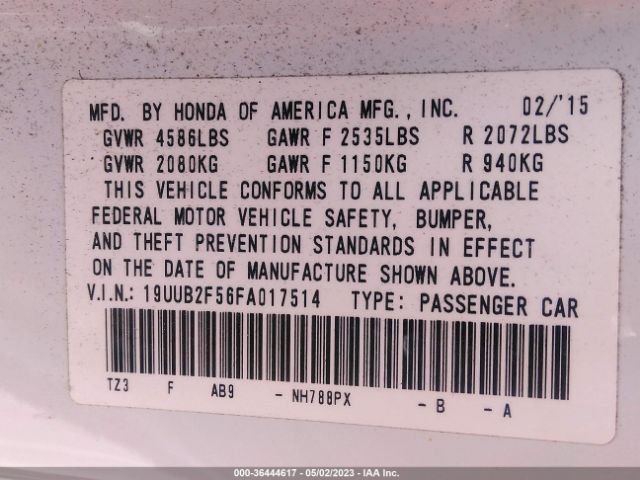 MFD. BY HONDA OF AMERICA MFG., INC. 02/'15
GVWR 4586LBS GAWR F 2535LBS R 2072LBS
GVWR 2080KG GAWR F 1150KG R 940KG
THIS VEHICLE CONFORMS TO ALL APPLICABLE
FEDERAL MOTOR VEHICLE SAFETY, BUMPER,
AND THEFT PREVENTION STANDARDS IN EFFECT
ON THE DATE OF MANUFACTURE SHOWN ABOVE.
V.I.N.: 19UUB2F56FA017514 TYPE: PASSENGER CAR
TZ3 F AB9 - NH788PX - B - A
000-36444617 - 05/02/2023 - IAA Inc.